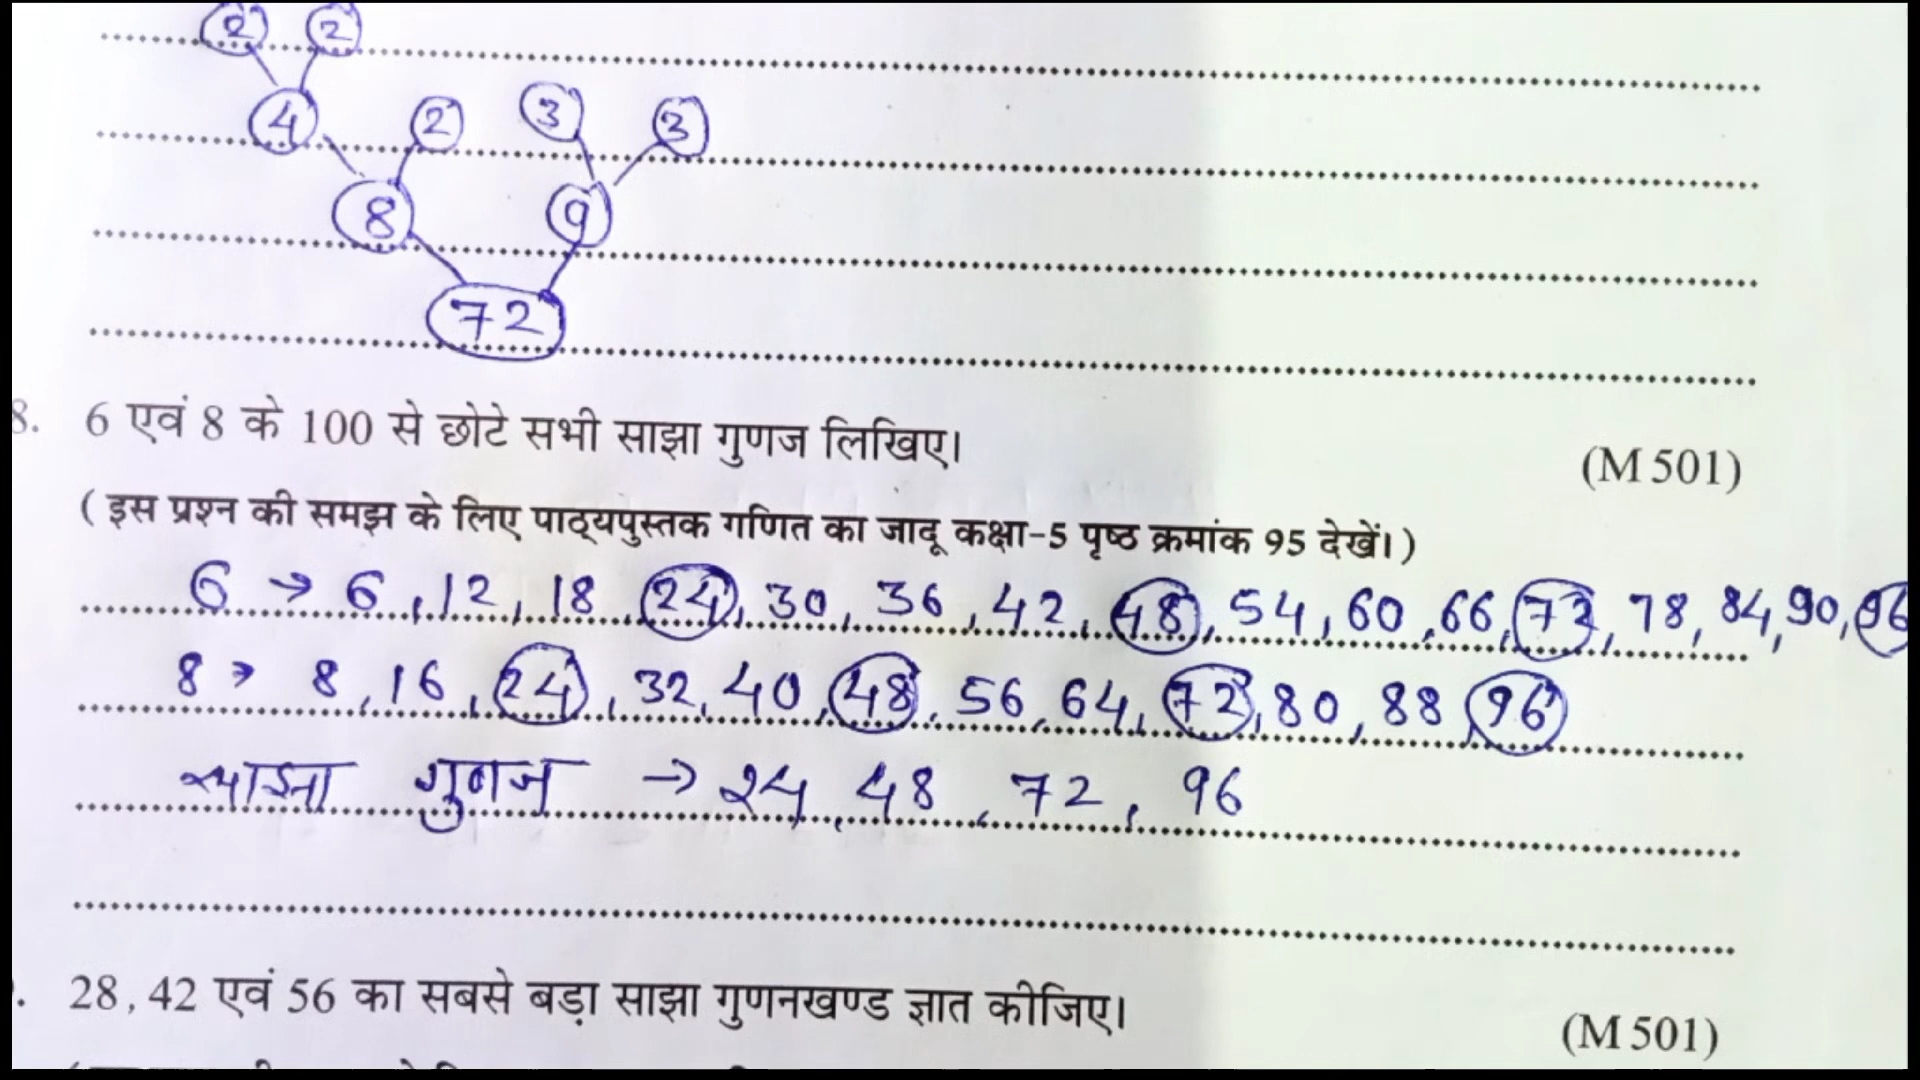 2 2
4 2 3 3
8 9
72
8. 6 एवं 8 के 100 से छोटे सभी साझा गुणज लिखिए।
(M 501)
( इस प्रश्न की समझ के लिए पाठ्यपुस्तक गणित का जादू कक्षा-5 पृष्ठ क्रमांक 95 देखें। )
6 → 6, 12, 18, 24, 30, 36, 42, 48, 54, 60, 66, 72, 78, 84, 90, 96
8 → 8, 16, 24, 32, 40, 48, 56, 64, 72, 80, 88, 96
साझा गुणज → 24, 48, 72, 96
. 28, 42 एवं 56 का सबसे बड़ा साझा गुणनखण्ड ज्ञात कीजिए।
(M 501)